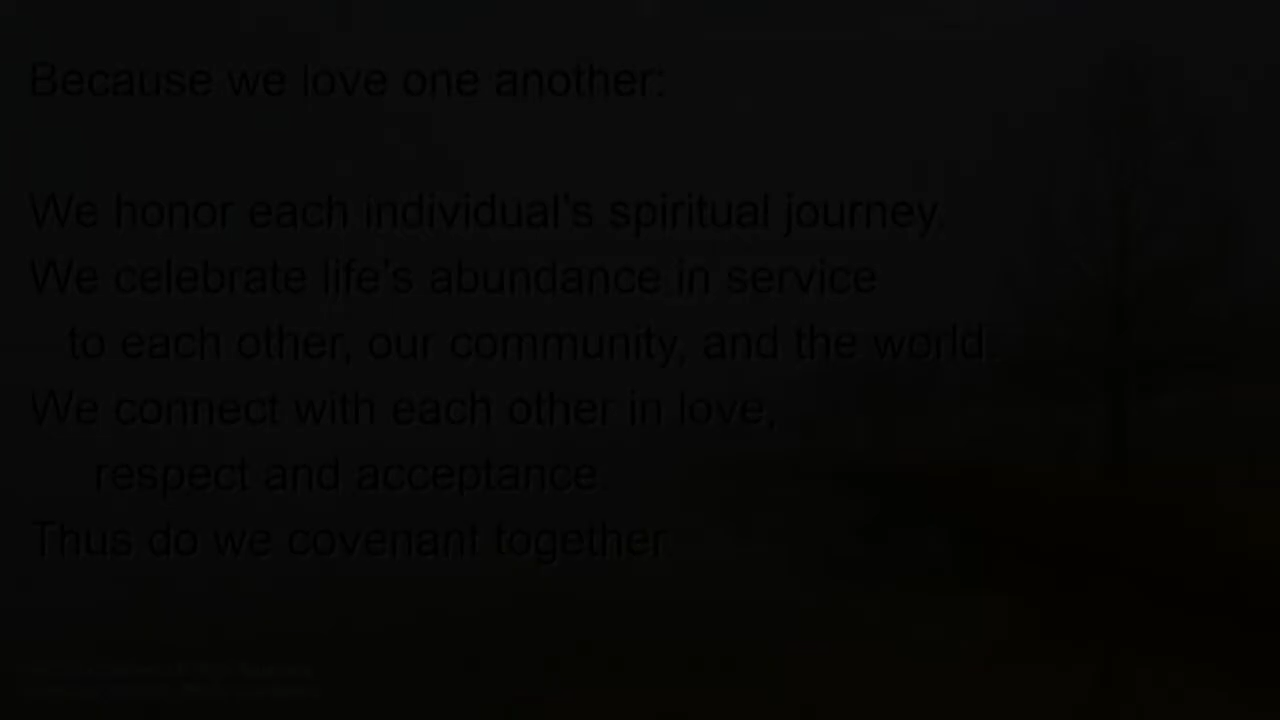 Because we love one another:
We honor each individual's spiritual journey.
We celebrate life's abundance in service
to each other, our community, and the world.
We connect with each other in love,
respect and acceptance.
Thus do we covenant together